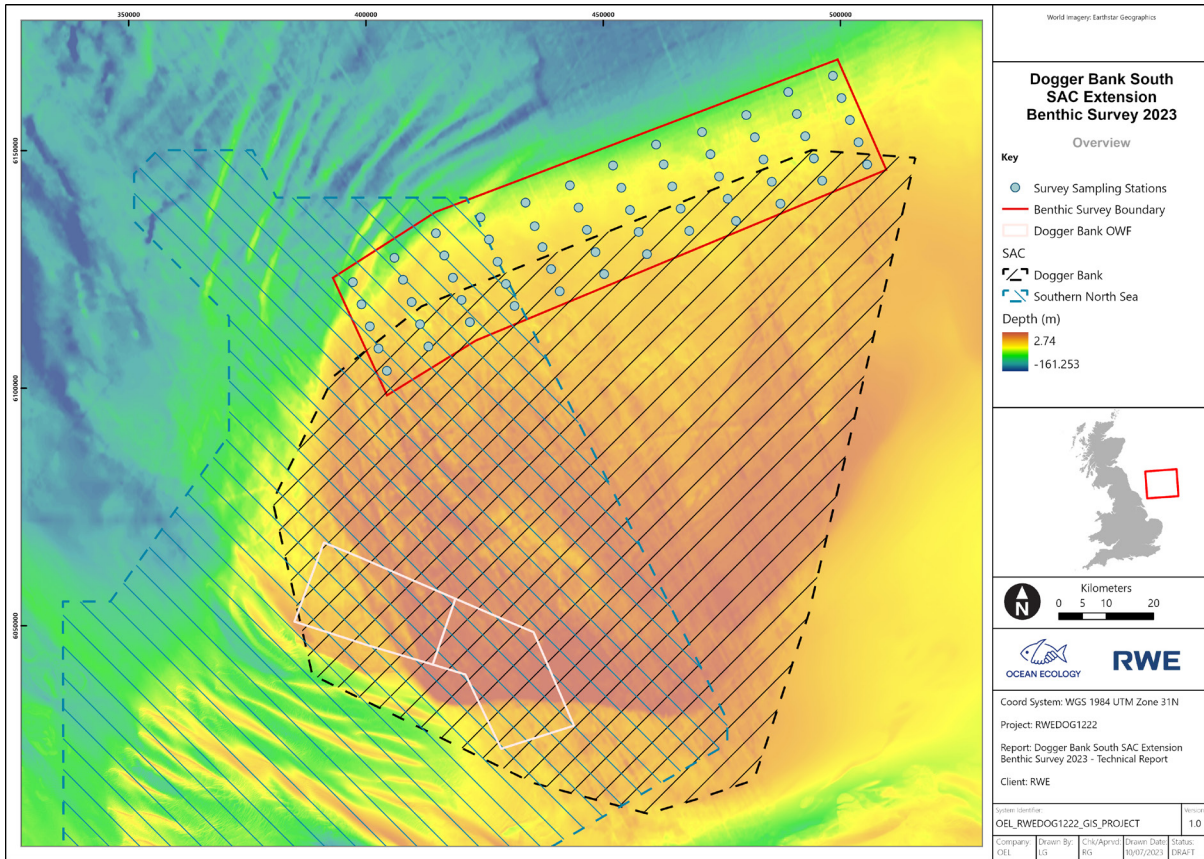 350000
400000
450000
500000
6150000
6100000
6050000
World Imagery: Earthstar Geographics
Dogger Bank South
SAC Extension
Benthic Survey 2023
Overview
Key
Survey Sampling Stations
Benthic Survey Boundary
Dogger Bank OWF
SAC
Dogger Bank
Southern North Sea
Depth (m)
2.74
-161.253
N
Kilometers
0 5 10 20
OCEAN ECOLOGY
RWE
Coord System: WGS 1984 UTM Zone 31N
Project: RWEDOG1222
Report: Dogger Bank South SAC Extension
Benthic Survey 2023 - Technical Report
Client: RWE
System Identifier:
OEL_RWEDOG1222_GIS_PROJECT
Version
1.0
Company:
OEL
Drawn By:
LG
Chk/Aprvd:
RG
Drawn Date:
10/07/2023
Status:
DRAFT